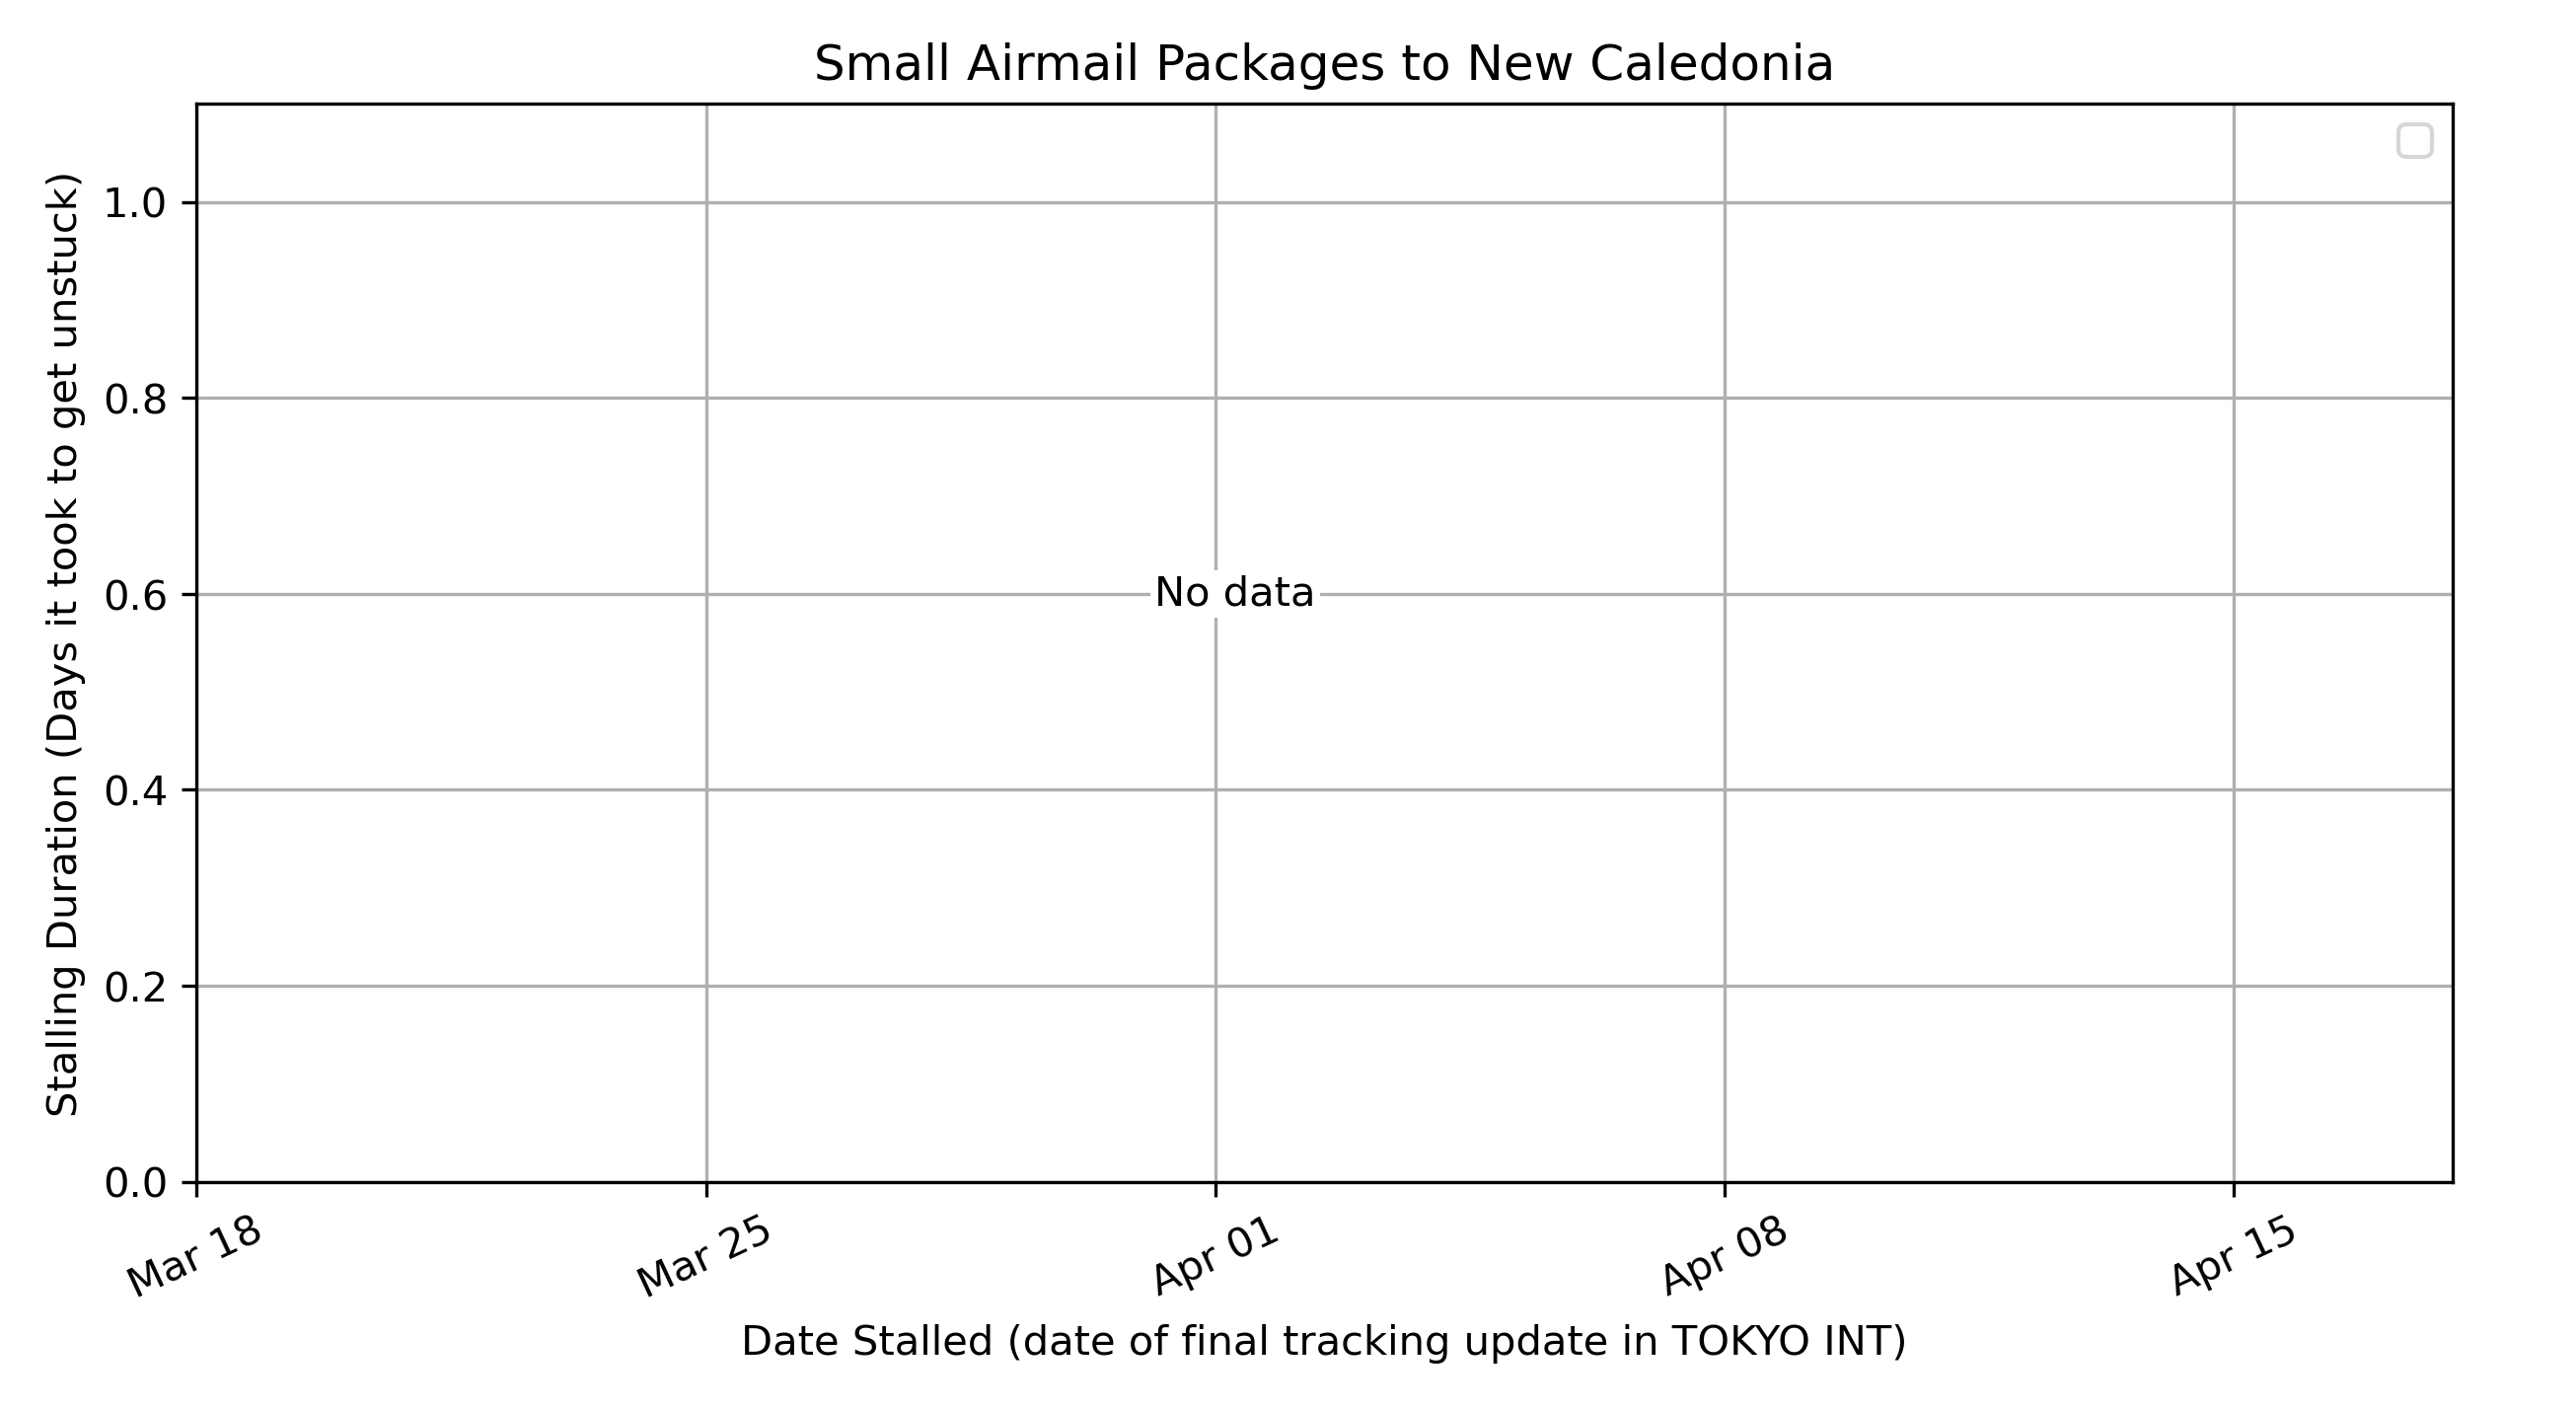 Small Airmail Packages to New Caledonia
Stalling Duration (Days it took to get unstuck)
1.0
0.8
0.6
0.4
0.2
0.0
No data
Mar 18
Mar 25
Apr 01
Apr 08
Apr 15
Date Stalled (date of final tracking update in TOKYO INT)